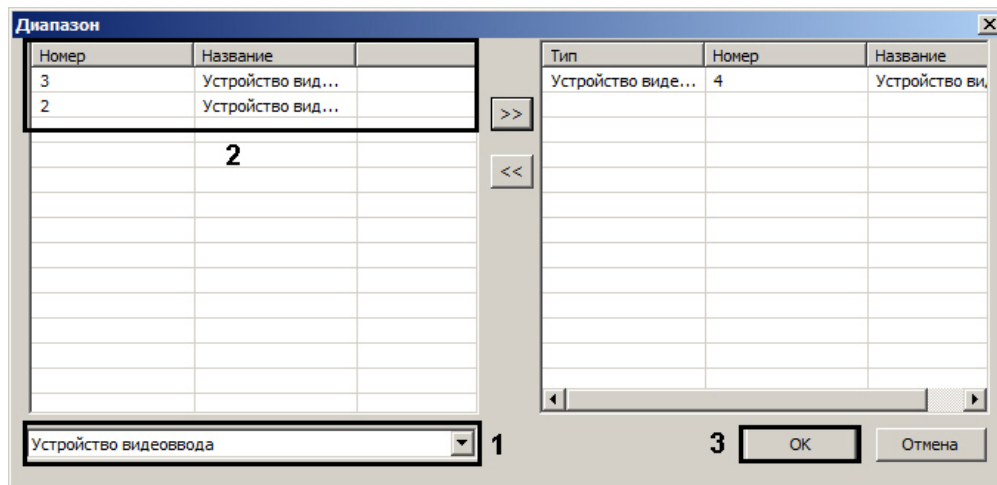 Диапазон
Номер Название Тип Номер Название
3 Устройство вид... Устройство виде... 4 Устройство ви
2 Устройство вид...
>>
2
<<
Устройство видеоввода 1 3 OK Отмена